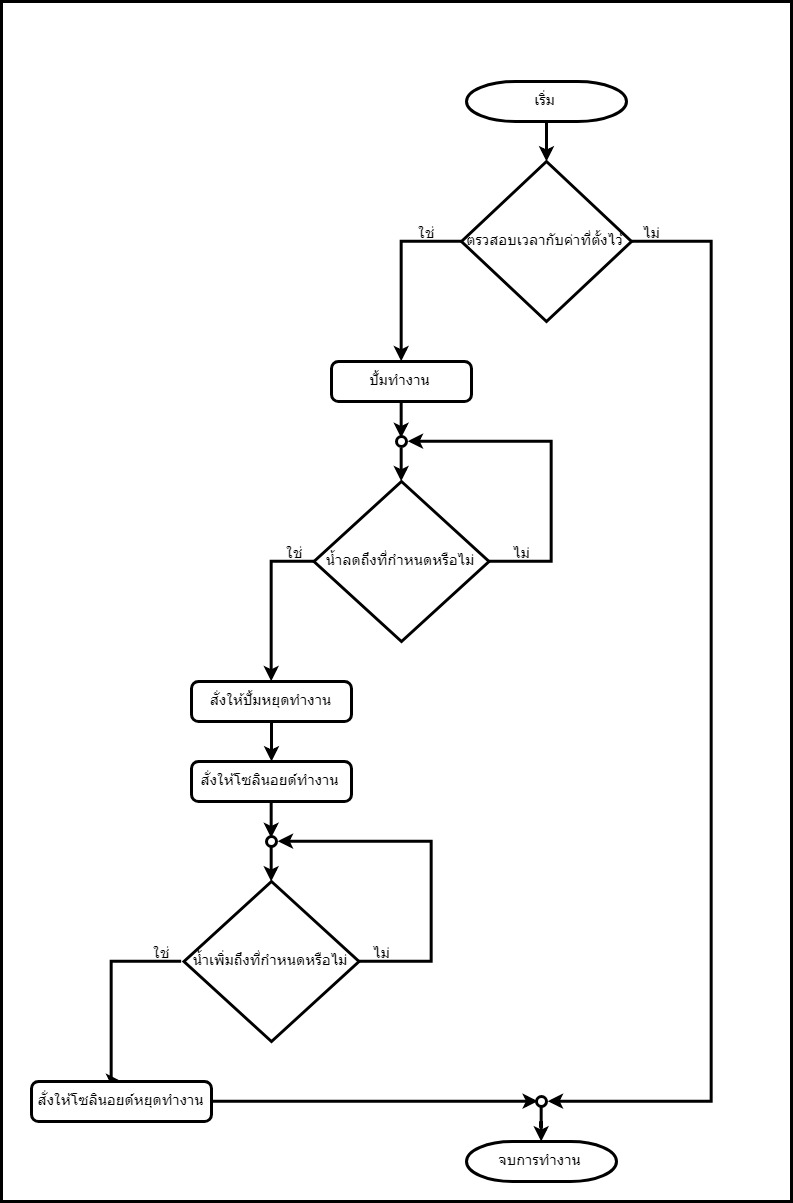 เริ่ม
ตรวสอบเวลากับค่าที่ตั้งไว้
ใช่
ไม่
ปั้มทำงาน
น้ำลดถึงที่กำหนดหรือไม่
ใช่
ไม่
สั่งให้ปั้มหยุดทำงาน
สั่งให้โซลินอยด์ทำงาน
น้ำเพิ่มถึงที่กำหนดหรือไม่
ใช่
ไม่
สั่งให้โซลินอยด์หยุดทำงาน
จบการทำงาน